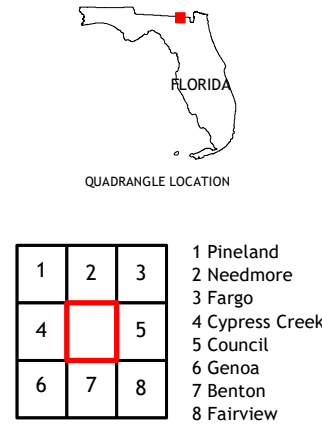 FLORIDA
QUADRANGLE LOCATION
1 2 3
4 5
6 7 8
1 Pineland
2 Needmore
3 Fargo
4 Cypress Creek
5 Council
6 Genoa
7 Benton
8 Fairview